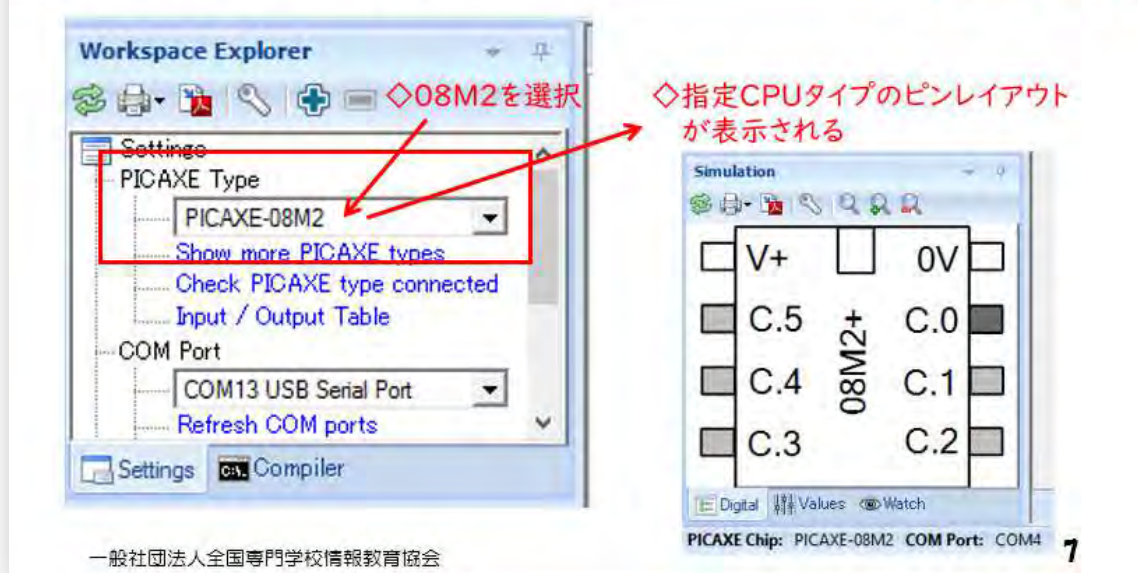 Workspace Explorer
◇08M2を選択
Settings
PICAXE Type
PICAXE-08M2
Show more PICAXE types
Check PICAXE type connected
Input / Output Table
COM Port
COM13 USB Serial Port
Refresh COM ports
Settings
Compiler
◇指定CPUタイプのピンレイアウト
が表示される
Simulation
V+
0V
C.5
C.0
08M2+
C.4
C.1
C.3
C.2
Digital
Values
Watch
PICAXE Chip: PICAXE-08M2 COM Port: COM4
一般社団法人全国専門学校情報教育協会
7